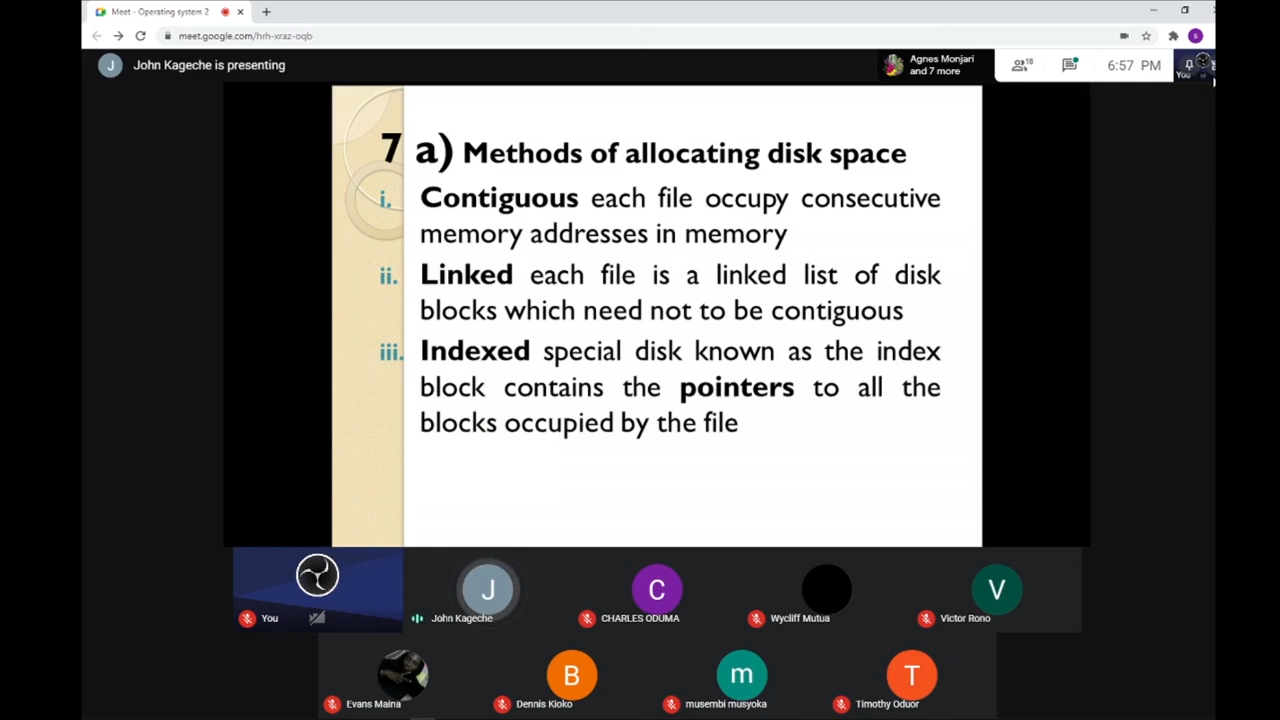 Meet - Operating system 2
meet.google.com/hrh-xraz-oqb
John Kageche is presenting
Agnes Monjari
and 7 more
18
6:57 PM
You
7 a) Methods of allocating disk space
i. Contiguous each file occupy consecutive
memory addresses in memory
ii. Linked each file is a linked list of disk
blocks which need not to be contiguous
iii. Indexed special disk known as the index
block contains the pointers to all the
blocks occupied by the file
J
S
J
C
V
You
John Kageche
CHARLES ODUMA
Wycliff Mutua
Victor Rono
B
m
T
Evans Maina
Dennis Kioko
musembi musyoka
Timothy Oduor